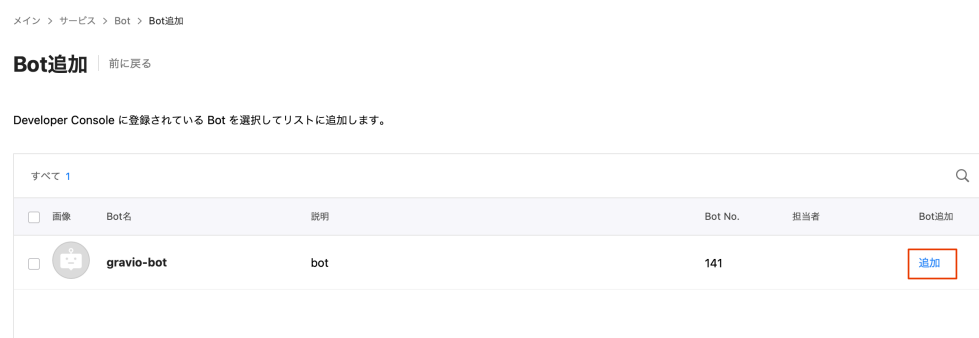 メイン > サービス > Bot > Bot追加
Bot追加 前に戻る
Developer Console に登録されている Bot を選択してリストに追加します。
すべて 1
画像 Bot名 説明 Bot No. 担当者 Bot追加
gravio-bot bot 141 追加